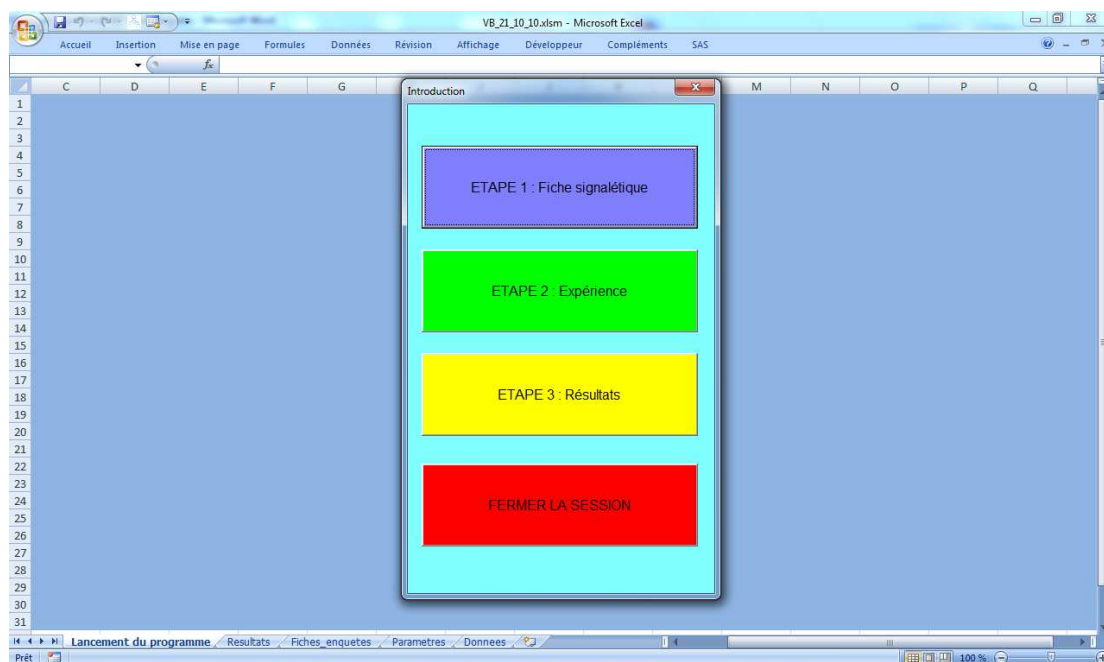 VB_21_10_10.xlsm - Microsoft Excel
Accueil Insertion Mise en page Formules Données Révision Affichage Développeur Compléments SAS
fx
C D E F G M N O P Q
Introduction
1
2
3
4
5
ETAPE 1 : Fiche signalétique
6
7
8
9
10
11
ETAPE 2 : Expérience
12
13
14
15
16
17
ETAPE 3 : Résultats
18
19
20
21
22
23
24
FERMER LA SESSION
25
26
27
28
29
30
31
Lancement du programme Resultats Fiches_enquetes Parametres Donnees
Prêt 100 %